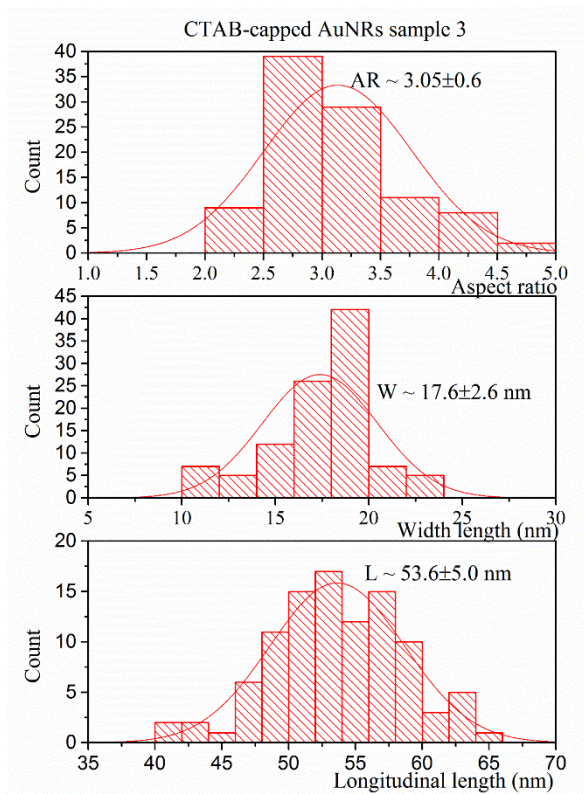 CTAB-capped AuNRs sample 3
40
35
30
25
20
15
10
5
0
Count
AR ~ 3.05±0.6
1.0 1.5 2.0 2.5 3.0 3.5 4.0 4.5 5.0
Aspect ratio
45
40
35
30
25
20
15
10
5
0
Count
W ~ 17.6±2.6 nm
5 10 15 20 25 30
Width length (nm)
20
15
10
5
0
Count
L ~ 53.6±5.0 nm
35 40 45 50 55 60 65 70
Longitudinal length (nm)